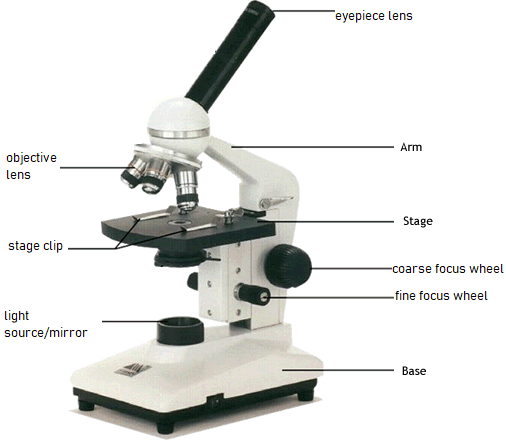 eyepiece lens
Arm
objective
lens
Stage
stage clip
coarse focus wheel
fine focus wheel
light
source/mirror
Base